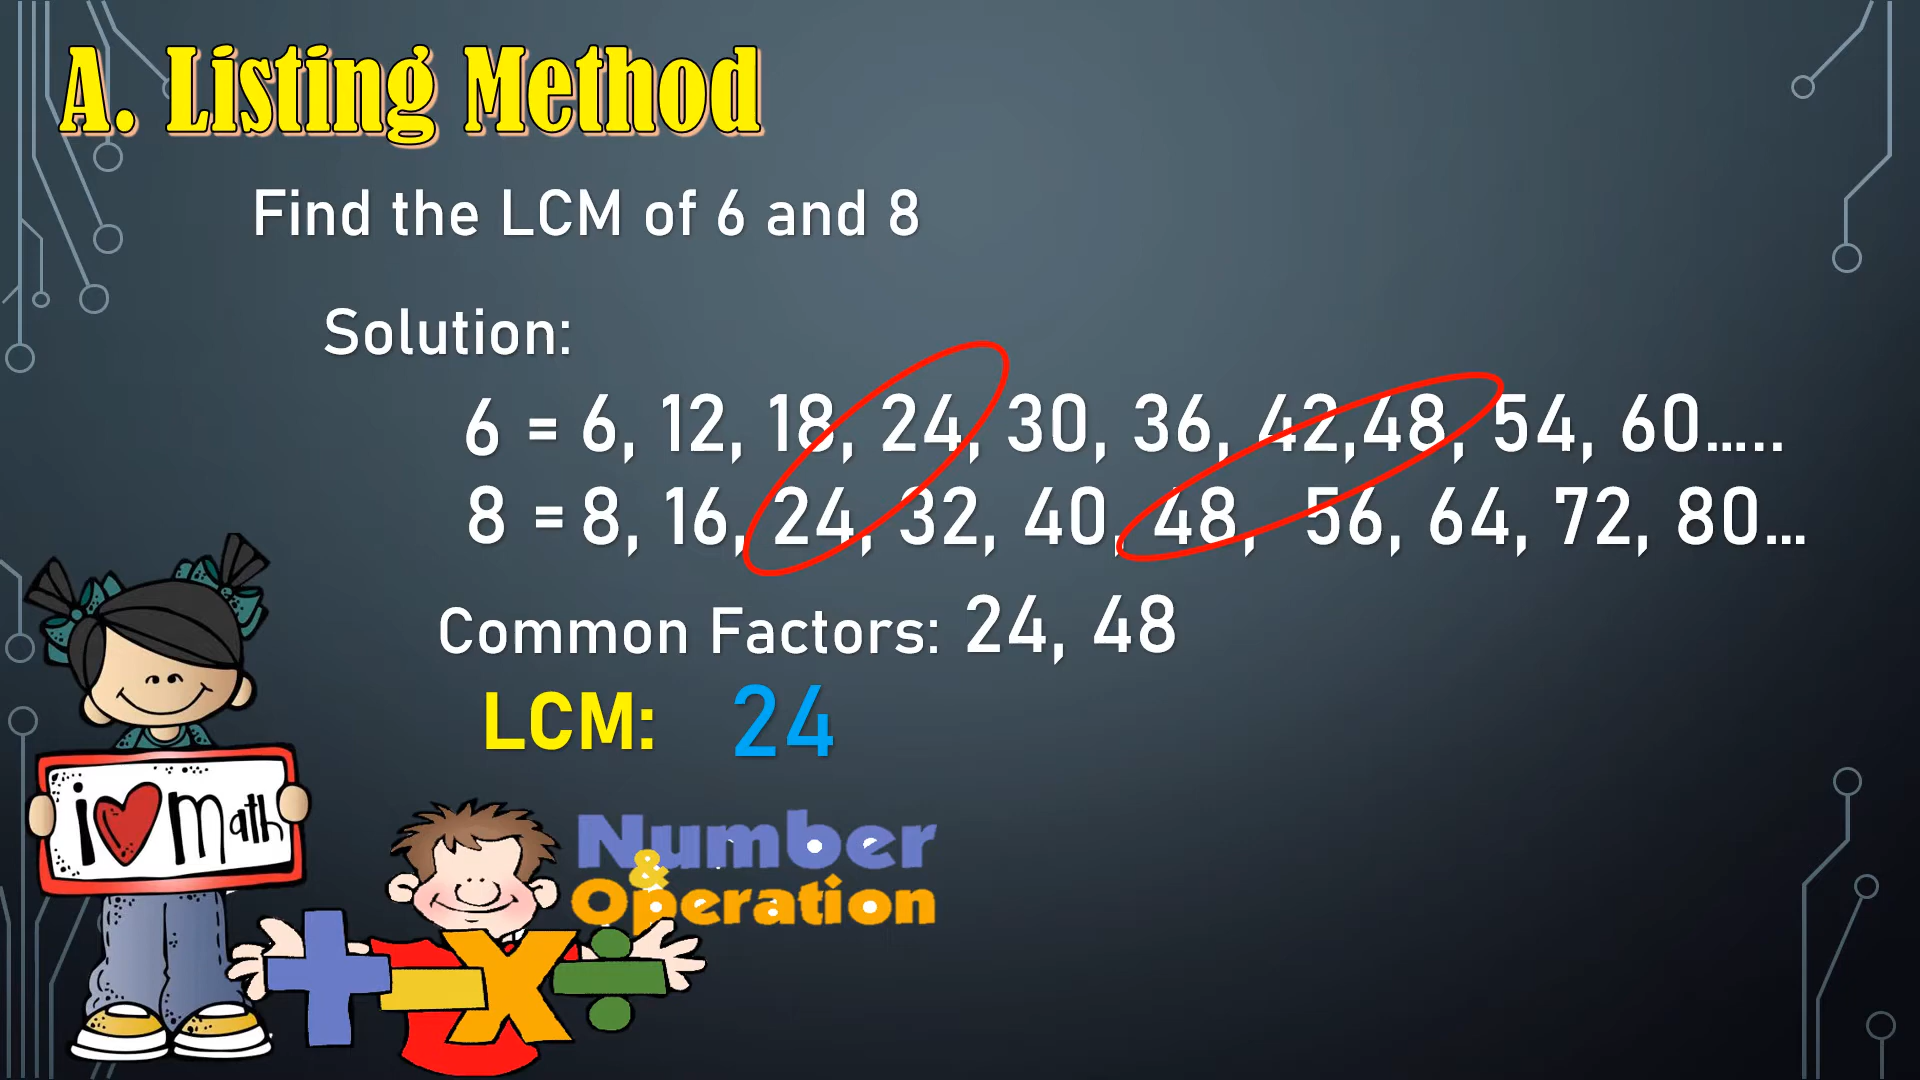 A. Listing Method
Find the LCM of 6 and 8
Solution:
6 = 6, 12, 18, 24, 30, 36, 42,48, 54, 60.....
8 = 8, 16, 24, 32, 40, 48, 56, 64, 72, 80...
Common Factors: 24, 48
LCM: 24
i ❤ math
Number
&
Operation
+ − x ÷